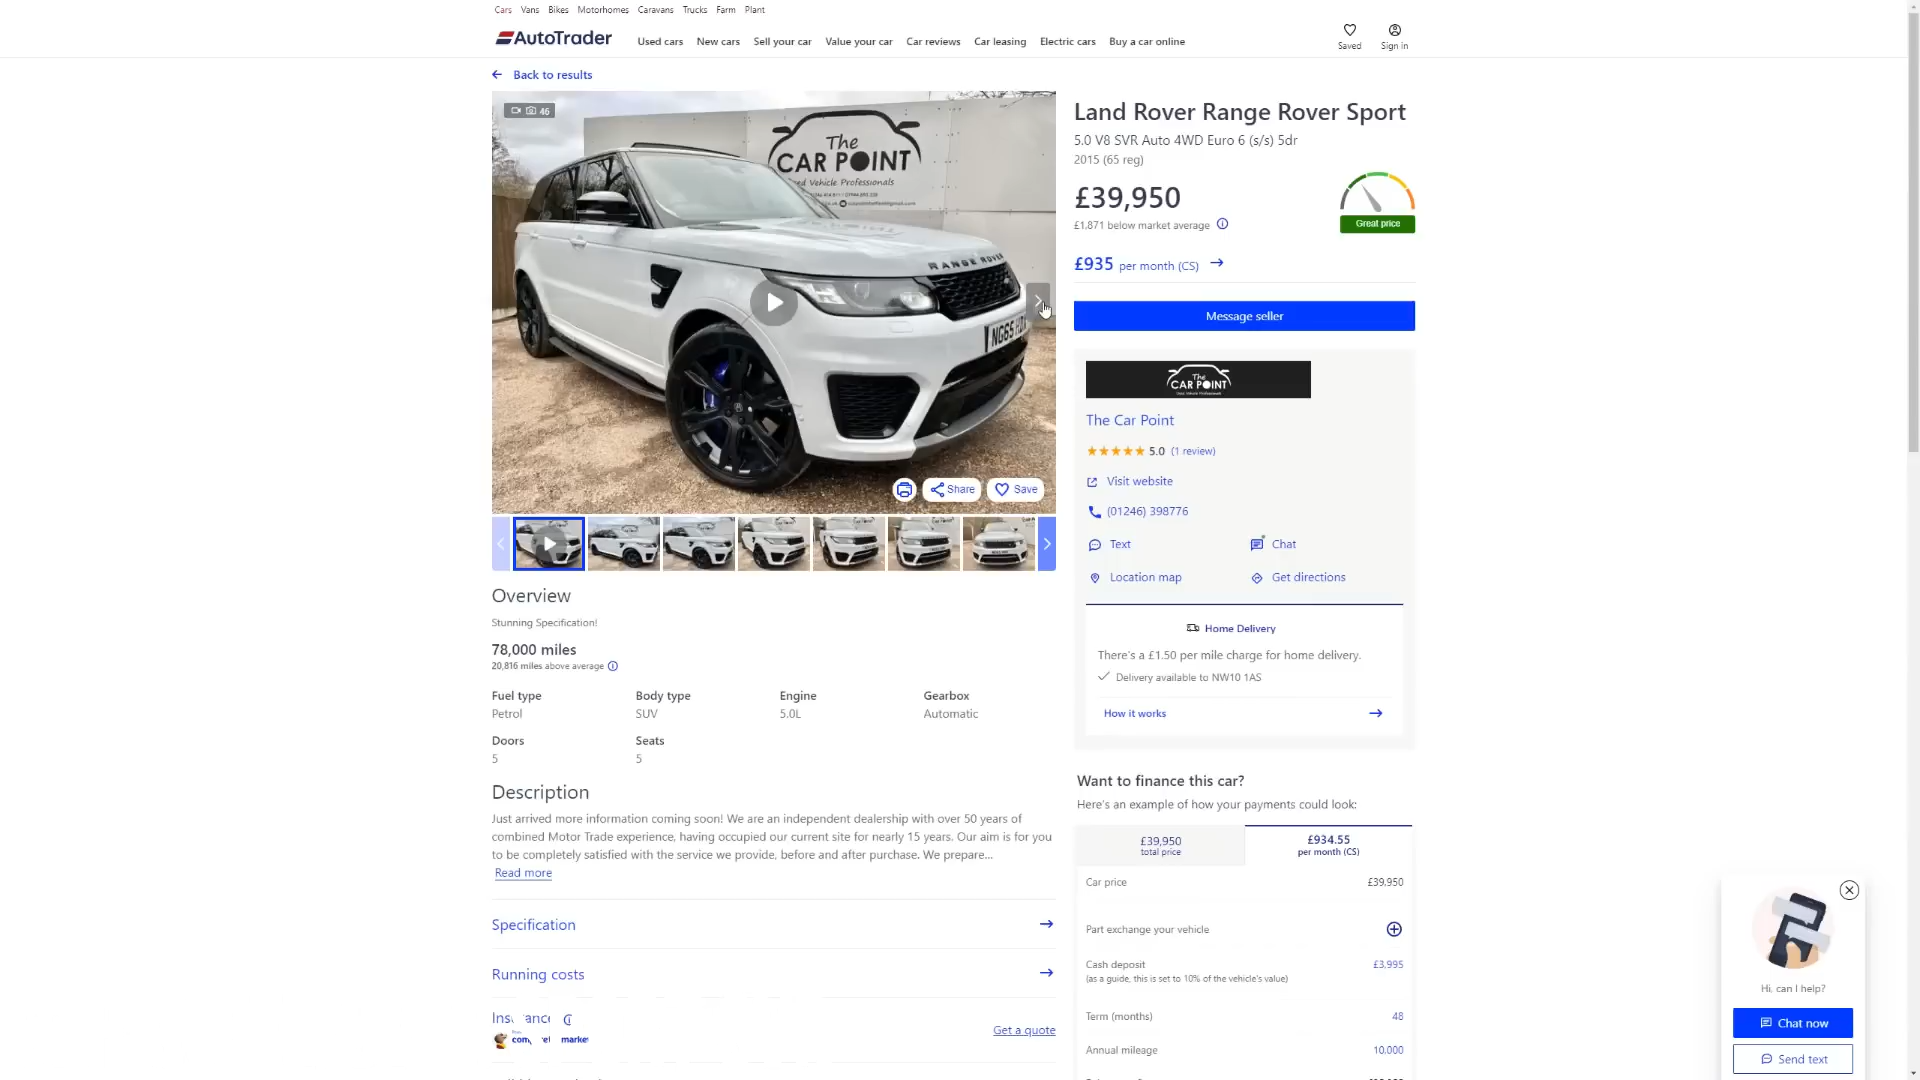 Cars Vans Bikes Motorhomes Caravans Trucks Farm Plant
AutoTrader
Used cars New cars Sell your car Value your car Car reviews Car leasing Electric cars Buy a car online
Saved
Sign in
Back to results
46
The
CAR POINT
ed Vehicle Professionals
RANGE ROVER
Share
Save
Land Rover Range Rover Sport
5.0 V8 SVR Auto 4WD Euro 6 (s/s) 5dr
2015 (65 reg)
£39,950
£1,871 below market average
Great price
£935 per month (CS)
Message seller
The
CAR POINT
Used Vehicle Professionals
The Car Point
5.0 (1 review)
Visit website
(01246) 398776
Text
Chat
Location map
Get directions
Home Delivery
There's a £1.50 per mile charge for home delivery.
Delivery available to NW10 1AS
How it works
Overview
Stunning Specification!
78,000 miles
20,816 miles above average
Fuel type
Petrol
Body type
SUV
Engine
5.0L
Gearbox
Automatic
Doors
5
Seats
5
Description
Just arrived more information coming soon! We are an independent dealership with over 50 years of
combined Motor Trade experience, having occupied our current site for nearly 15 years. Our aim is for you
to be completely satisfied with the service we provide, before and after purchase. We prepare...
Read more
Specification
Running costs
Get a quote
Want to finance this car?
Here's an example of how your payments could look:
£39,950
total price
£934.55
per month (CS)
Car price £39,950
Part exchange your vehicle
Cash deposit £3,995
(as a guide, this is set to 10% of the vehicle's value)
Term (months) 48
Annual mileage 10,000
Hi, can I help?
Chat now
Send text